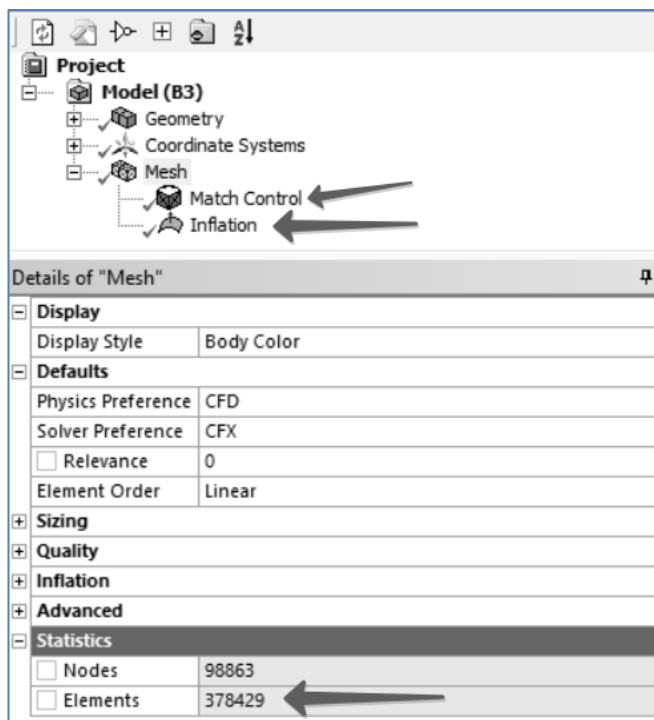 Project
Model (B3)
Geometry
Coordinate Systems
Mesh
Match Control
Inflation
Details of "Mesh"
Display
Display Style Body Color
Defaults
Physics Preference CFD
Solver Preference CFX
Relevance 0
Element Order Linear
Sizing
Quality
Inflation
Advanced
Statistics
Nodes 98863
Elements 378429